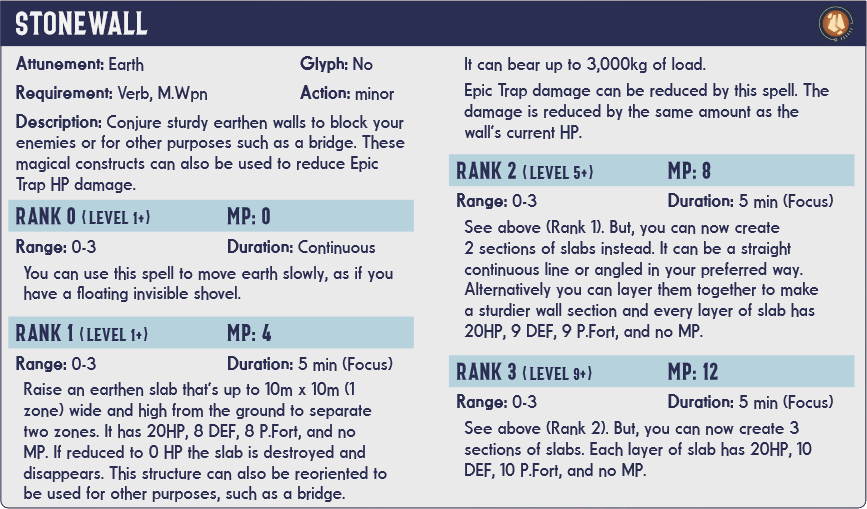 STONEWALL
Attunement: Earth Glyph: No
Requirement: Verb, M.Wpn Action: minor
Description: Conjure sturdy earthen walls to block your
enemies or for other purposes such as a bridge. These
magical constructs can also be used to reduce Epic
Trap HP damage.
RANK 0 (LEVEL 1+) MP: 0
Range: 0-3 Duration: Continuous
You can use this spell to move earth slowly, as if you
have a floating invisible shovel.
RANK 1 (LEVEL 1+) MP: 4
Range: 0-3 Duration: 5 min (Focus)
Raise an earthen slab that's up to 10m x 10m (1
zone) wide and high from the ground to separate
two zones. It has 20HP, 8 DEF, 8 P.Fort, and no
MP. If reduced to 0 HP the slab is destroyed and
disappears. This structure can also be reoriented to
be used for other purposes, such as a bridge.
It can bear up to 3,000kg of load.
Epic Trap damage can be reduced by this spell. The
damage is reduced by the same amount as the
wall's current HP.
RANK 2 (LEVEL 5+) MP: 8
Range: 0-3 Duration: 5 min (Focus)
See above (Rank 1). But, you can now create
2 sections of slabs instead. It can be a straight
continuous line or angled in your preferred way.
Alternatively you can layer them together to make
a sturdier wall section and every layer of slab has
20HP, 9 DEF, 9 P.Fort, and no MP.
RANK 3 (LEVEL 9+) MP: 12
Range: 0-3 Duration: 5 min (Focus)
See above (Rank 2). But, you can now create 3
sections of slabs. Each layer of slab has 20HP, 10
DEF, 10 P.Fort, and no MP.